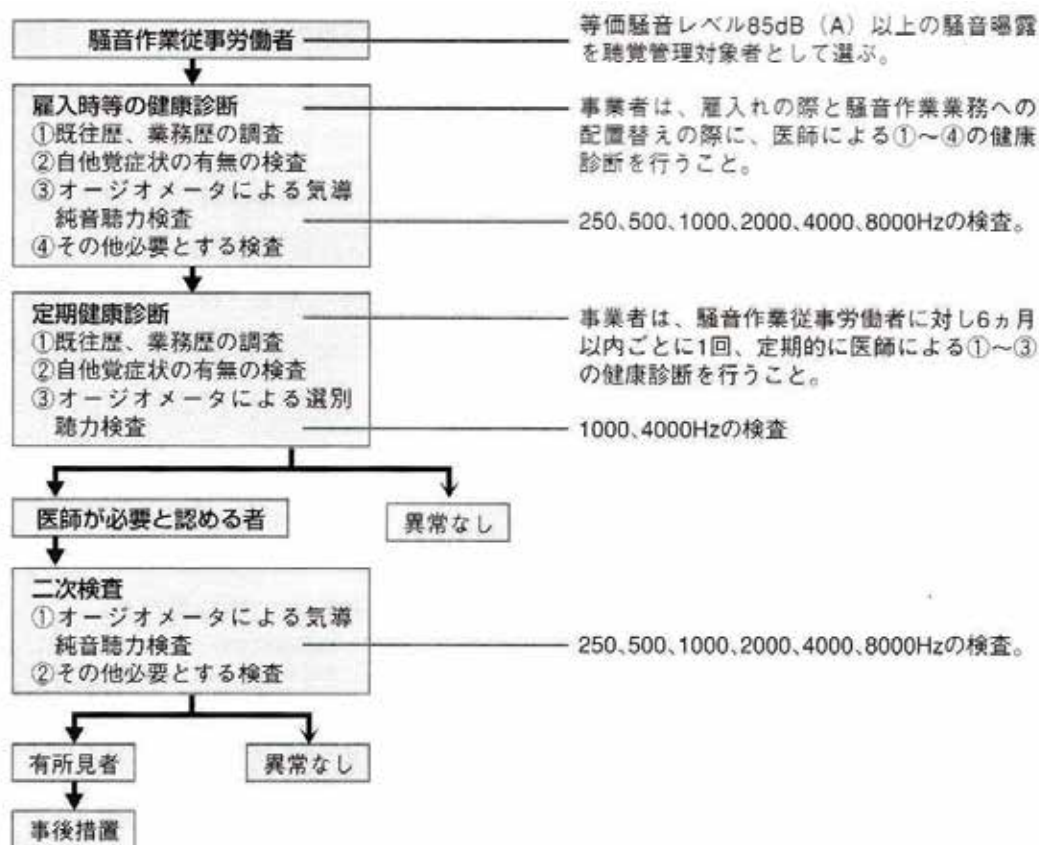 騒音作業従事労働者
等価騒音レベル85dB（A）以上の騒音曝露
を聴覚管理対象者として選ぶ。
雇入時等の健康診断
①既往歴、業務歴の調査
②自他覚症状の有無の検査
③オージオメータによる気導
純音聴力検査
④その他必要とする検査
事業者は、雇入れの際と騒音作業業務への
配置替えの際に、医師による①～④の健康
診断を行うこと。
250、500、1000、2000、4000、8000Hzの検査。
定期健康診断
①既往歴、業務歴の調査
②自他覚症状の有無の検査
③オージオメータによる選別
聴力検査
事業者は、騒音作業従事労働者に対し6ヵ月
以内ごとに1回、定期的に医師による①～③
の健康診断を行うこと。
1000、4000Hzの検査
医師が必要と認める者
異常なし
二次検査
①オージオメータによる気導
純音聴力検査
②その他必要とする検査
250、500、1000、2000、4000、8000Hzの検査。
有所見者
異常なし
事後措置